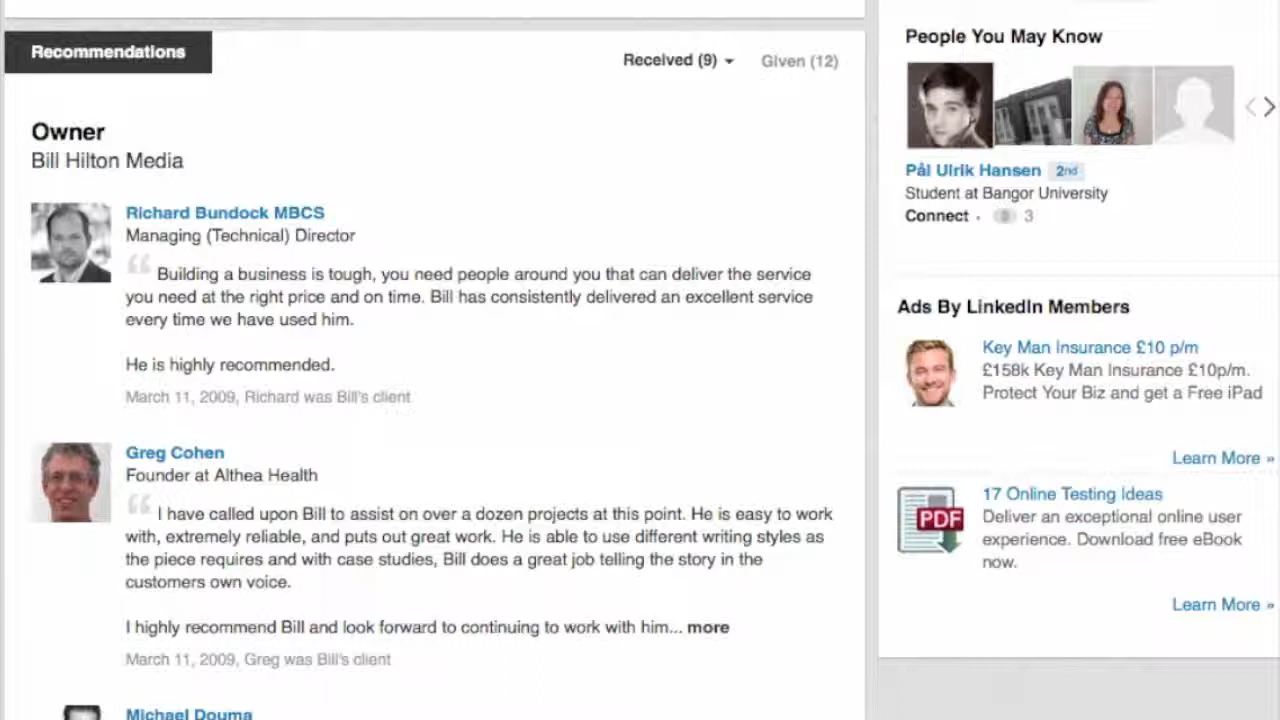 Recommendations
Received (9)
Given (12)
Owner
Bill Hilton Media
Richard Bundock MBCS
Managing (Technical) Director
“ Building a business is tough, you need people around you that can deliver the service
you need at the right price and on time. Bill has consistently delivered an excellent service
every time we have used him.
He is highly recommended.
March 11, 2009, Richard was Bill's client
Greg Cohen
Founder at Althea Health
“ I have called upon Bill to assist on over a dozen projects at this point. He is easy to work
with, extremely reliable, and puts out great work. He is able to use different writing styles as
the piece requires and with case studies, Bill does a great job telling the story in the
customers own voice.
I highly recommend Bill and look forward to continuing to work with him... more
March 11, 2009, Greg was Bill's client
Michael Douma
People You May Know
Pål Ulrik Hansen 2nd
Student at Bangor University
Connect · 3
Ads By LinkedIn Members
Key Man Insurance £10 p/m
£158k Key Man Insurance £10p/m.
Protect Your Biz and get a Free iPad
Learn More »
PDF
17 Online Testing Ideas
Deliver an exceptional online user
experience. Download free eBook
now.
Learn More »